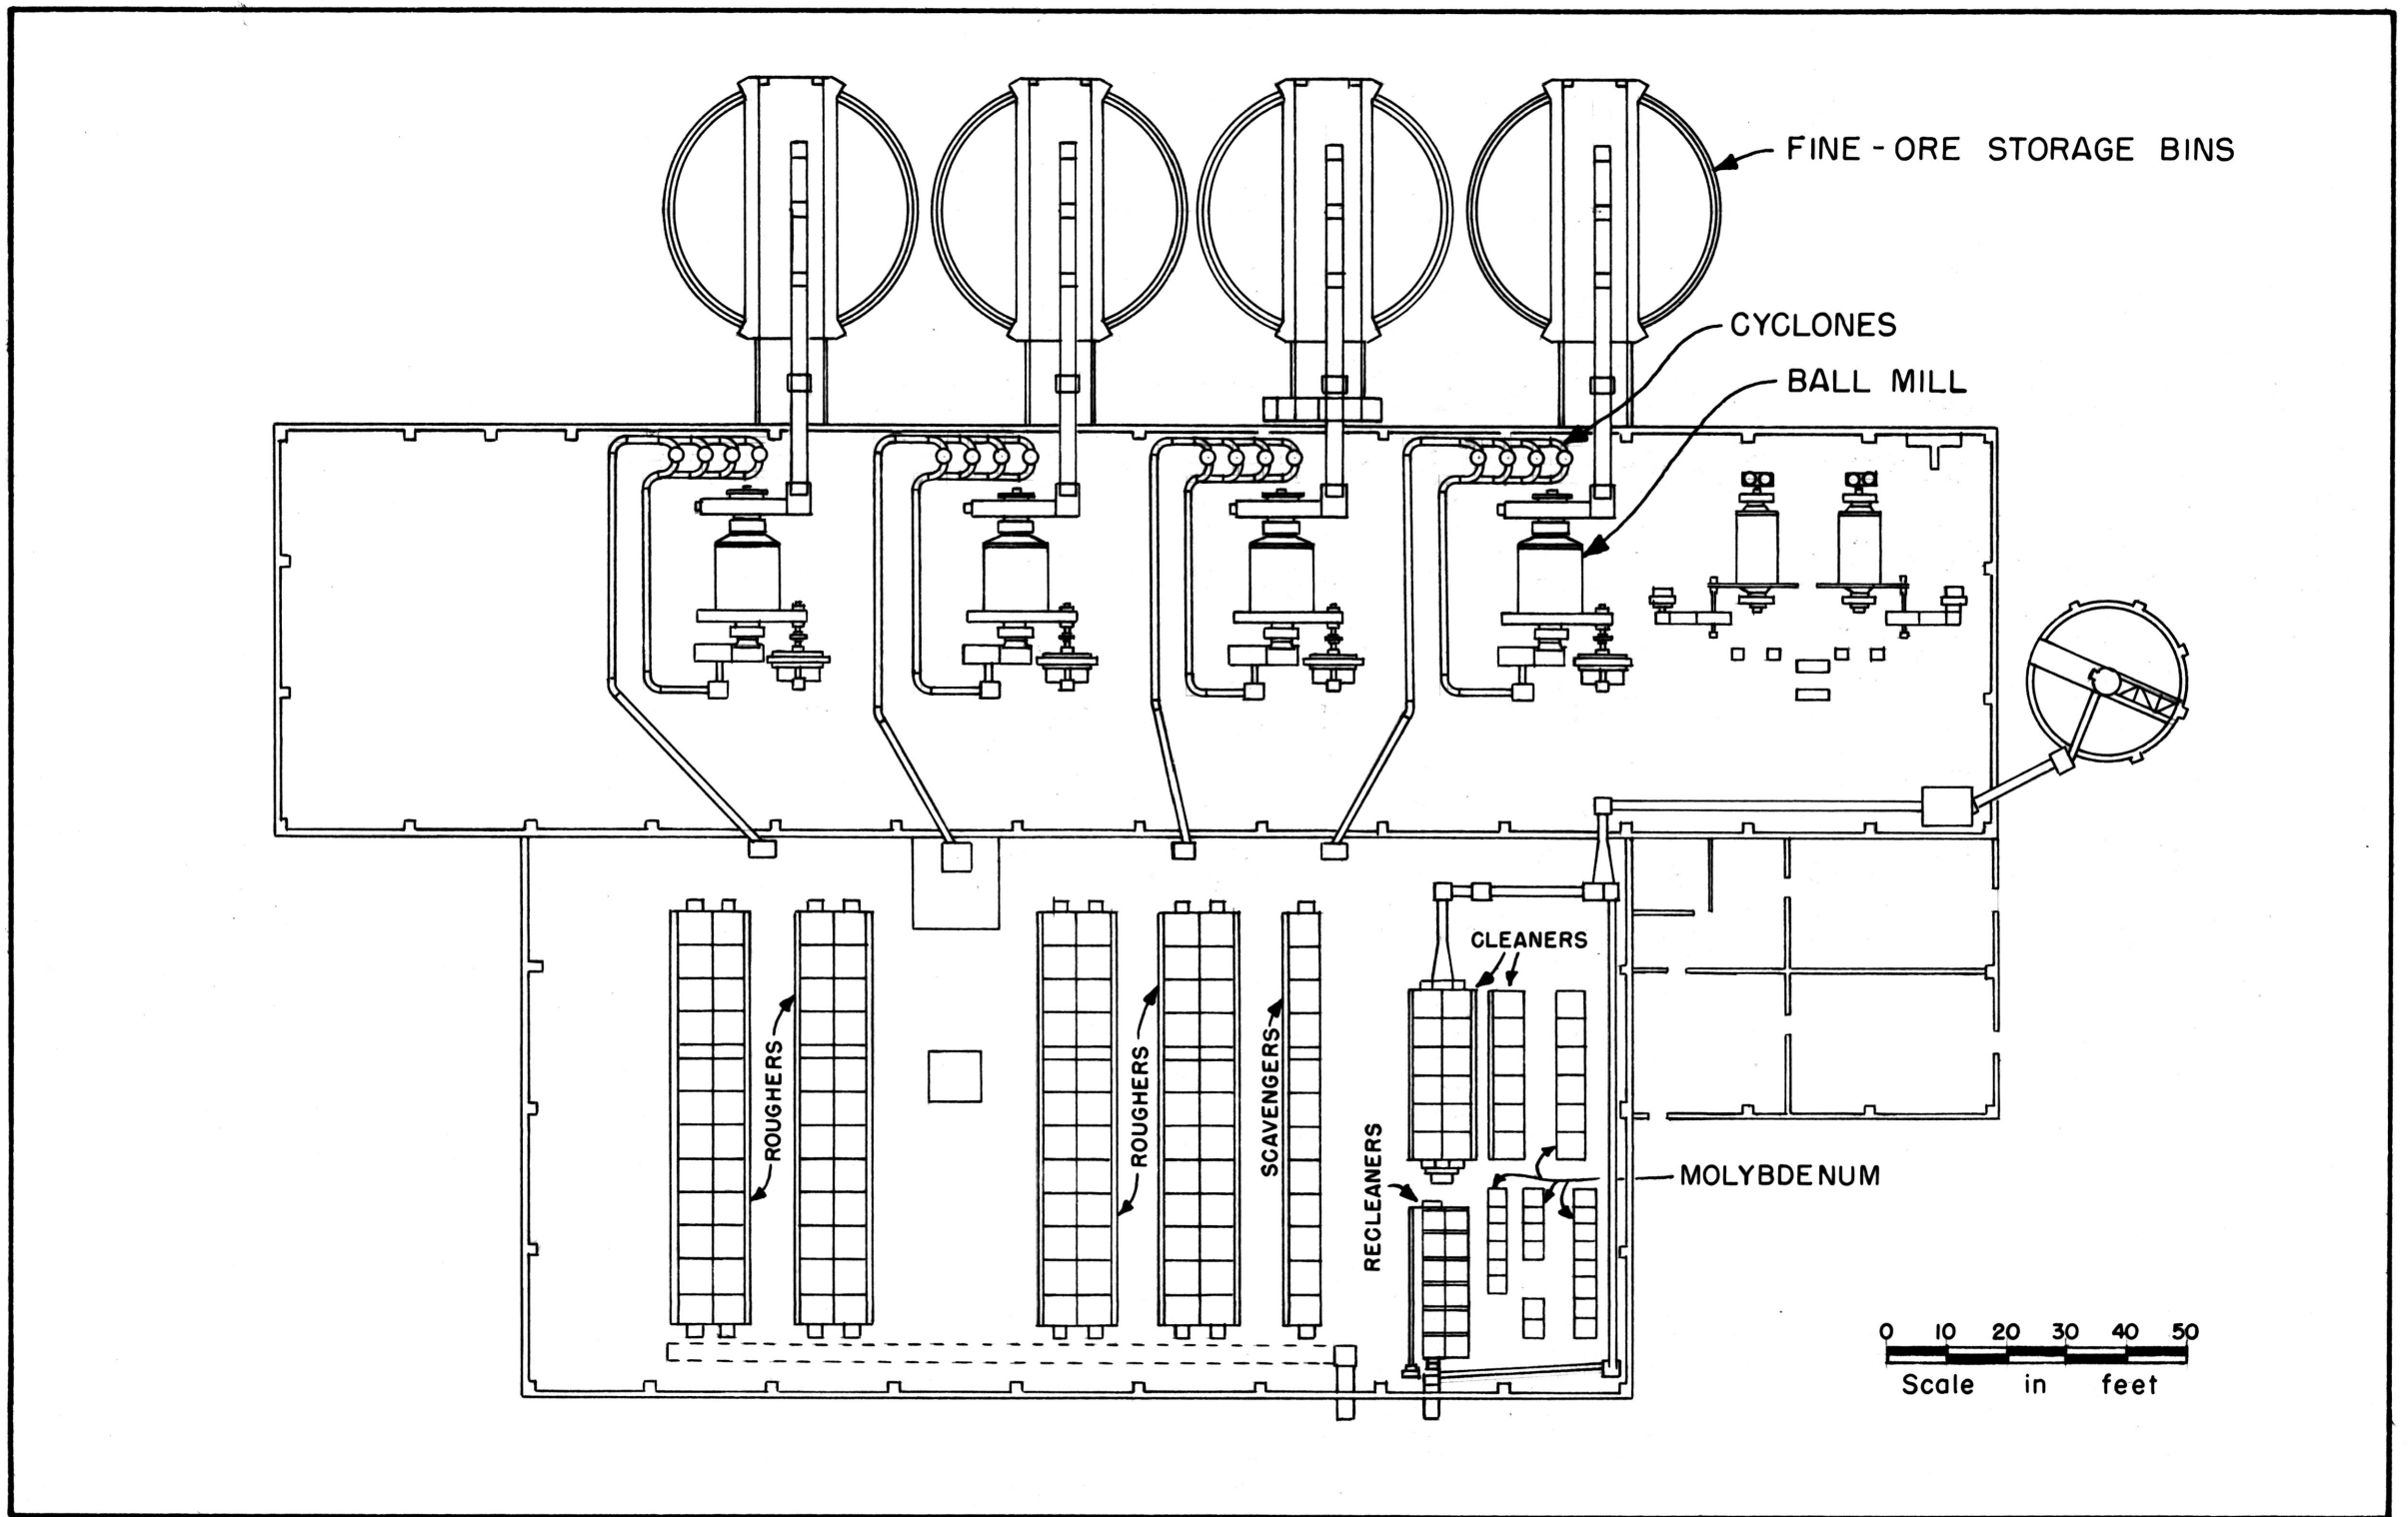 FINE-ORE STORAGE BINS
CYCLONES
BALL MILL
CLEANERS
ROUGHERS
ROUGHERS
SCAVENGERS
RECLEANERS
MOLYBDENUM
0 10 20 30 40 50
Scale in feet